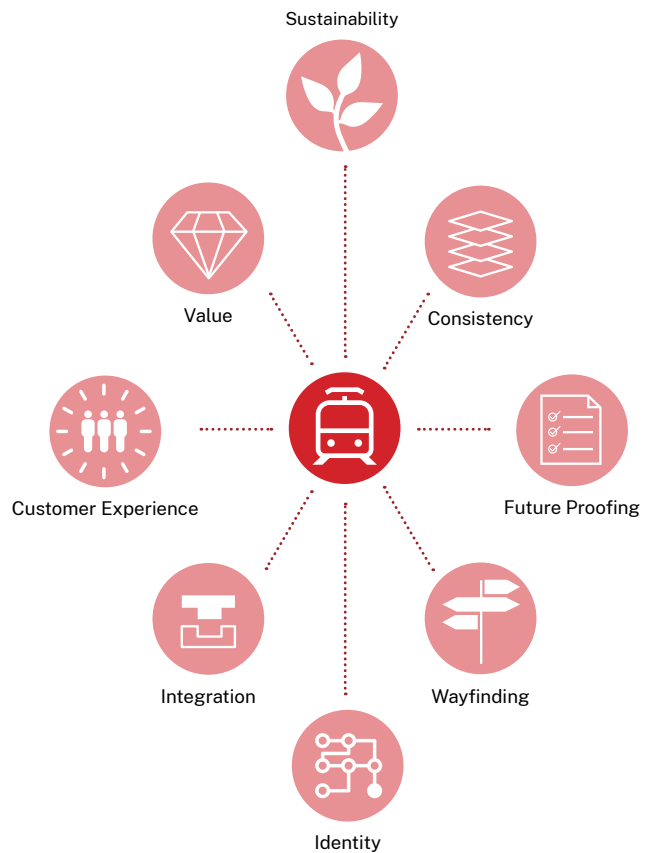 Sustainability
Value
Consistency
Customer Experience
Future Proofing
Integration
Wayfinding
Identity